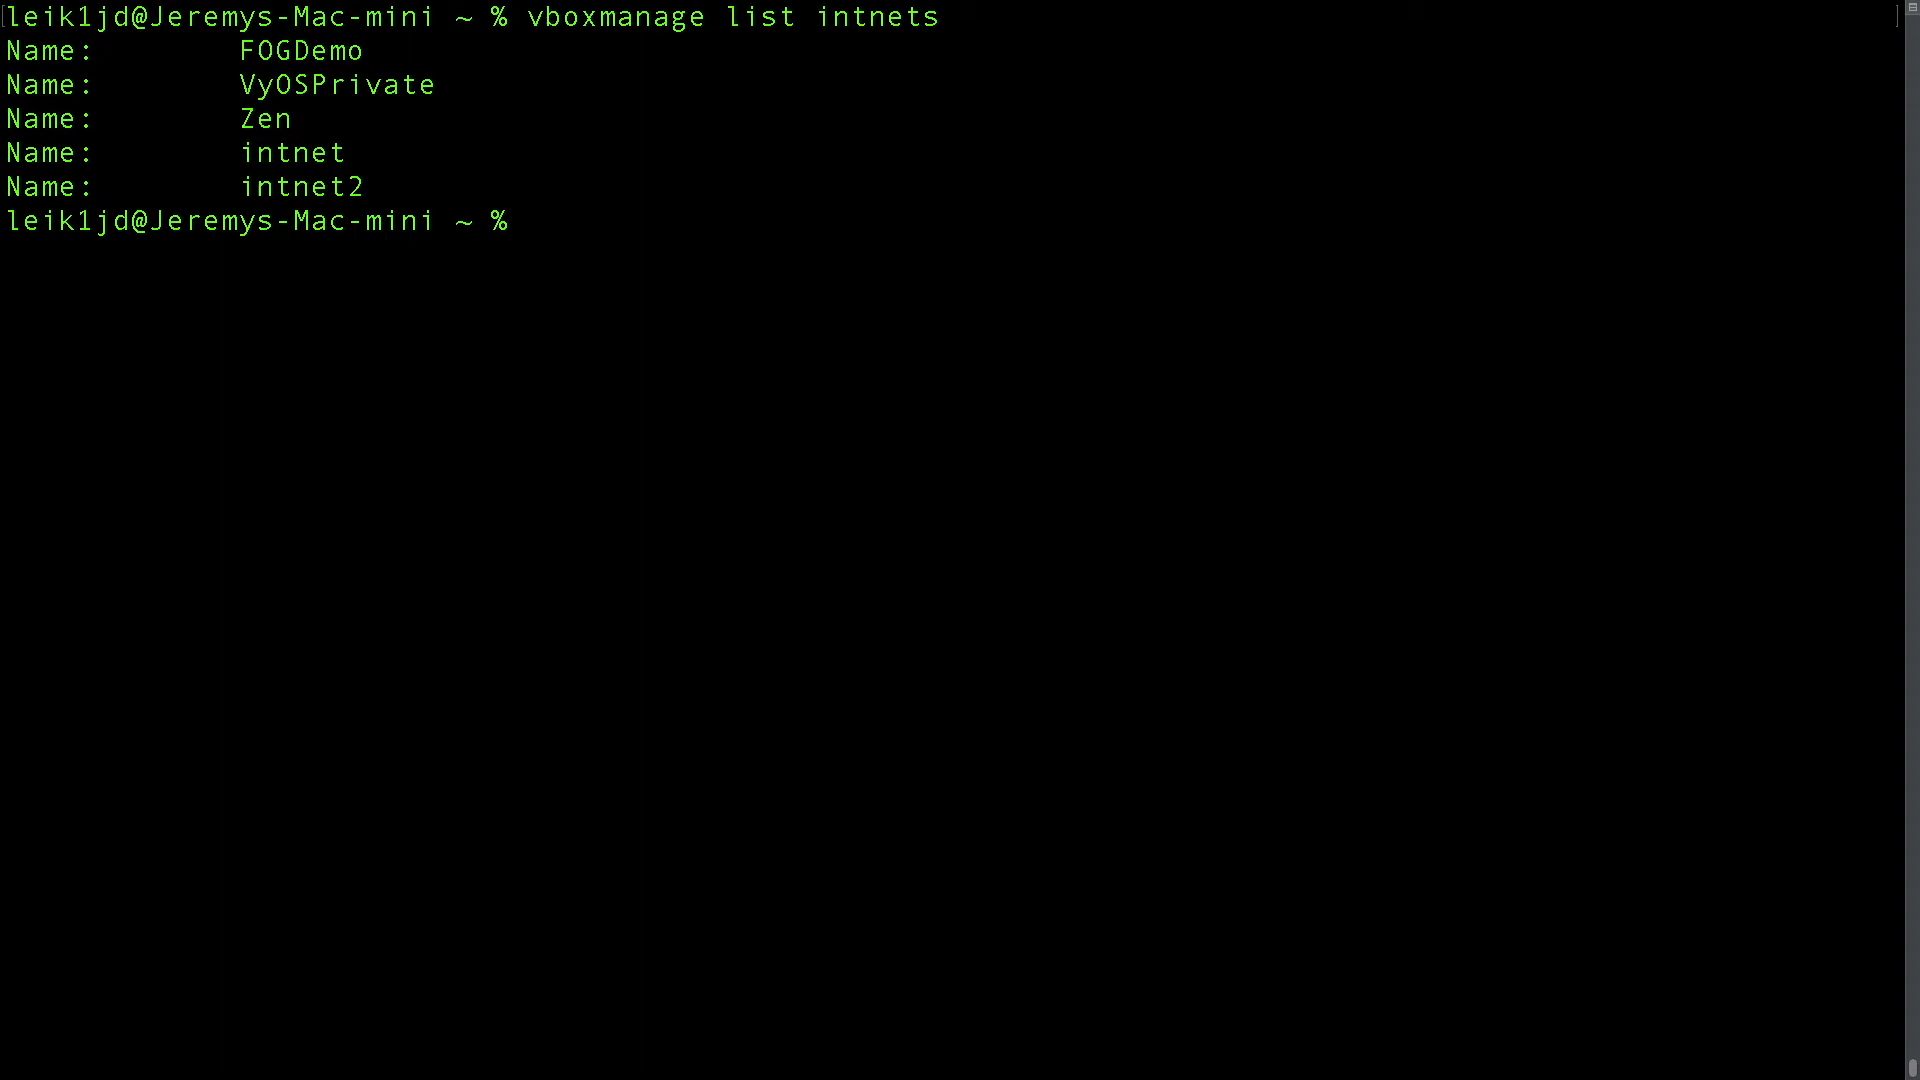 leik1jd@Jeremys-Mac-mini ~ % vboxmanage list intnets
Name:        FOGDemo
Name:        VyOSPrivate
Name:        Zen
Name:        intnet
Name:        intnet2
leik1jd@Jeremys-Mac-mini ~ %